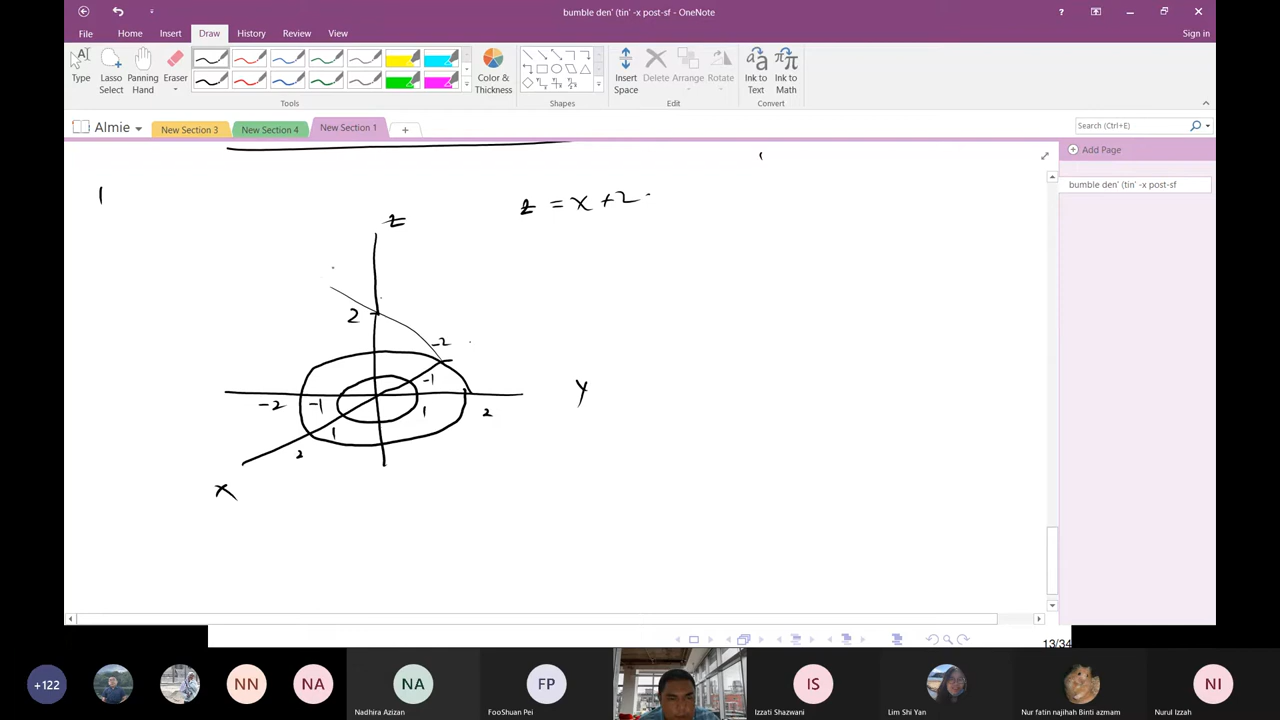 bumble den' (tin' -x post-sf - OneNote
File Home Insert Draw History Review View
Sign in
Type
Lasso Select
Panning Hand
Eraser
Color & Thickness
Insert Space
Delete
Arrange
Rotate
Ink to Text
Ink to Math
Tools
Shapes
Edit
Convert
Almie
New Section 3
New Section 4
New Section 1
Search (Ctrl+E)
Add Page
bumble den' (tin' -x post-sf
z = x + 2
z
2
-2
-1
-2 -1 1 2
y
1
2
x
13/34
+122
NN
NA
NA
FP
IS
NI
Nadhira Azizan
FooShuan Pei
Izzati Shazwani
Lim Shi Yan
Nur fatin najihah Binti azmam
Nurul Izzah